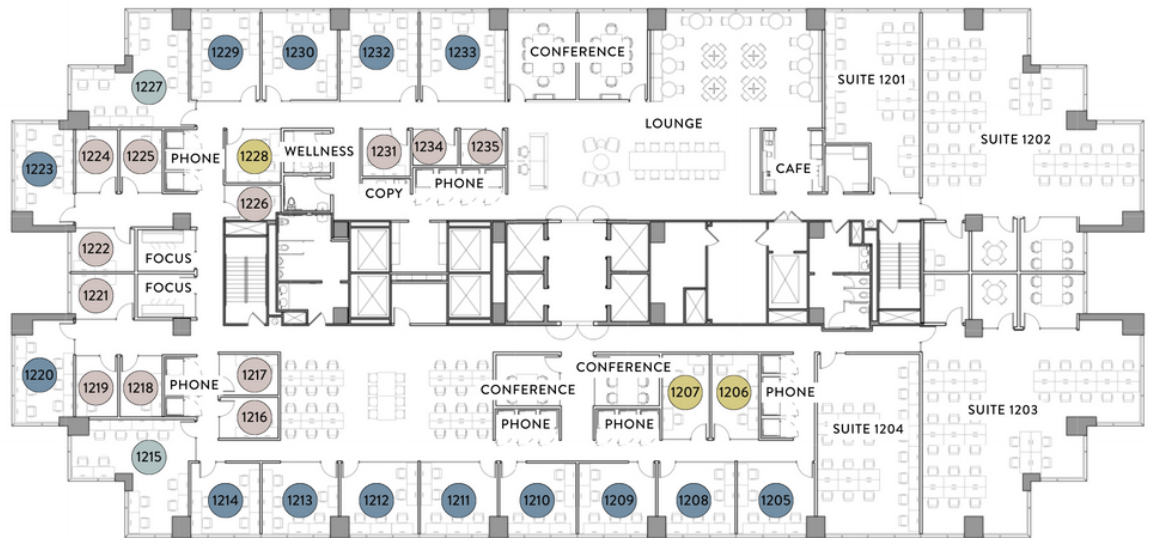 1229
1230
1232
1233
CONFERENCE
SUITE 1201
1227
LOUNGE
SUITE 1202
1223
1224
1225
PHONE
1228
WELLNESS
1231
1234
1235
COPY
PHONE
CAFE
1226
1222
FOCUS
1221
FOCUS
1220
1219
1218
PHONE
1217
1216
CONFERENCE
CONFERENCE
1207
1206
PHONE
PHONE
PHONE
SUITE 1204
SUITE 1203
1215
1214
1213
1212
1211
1210
1209
1208
1205